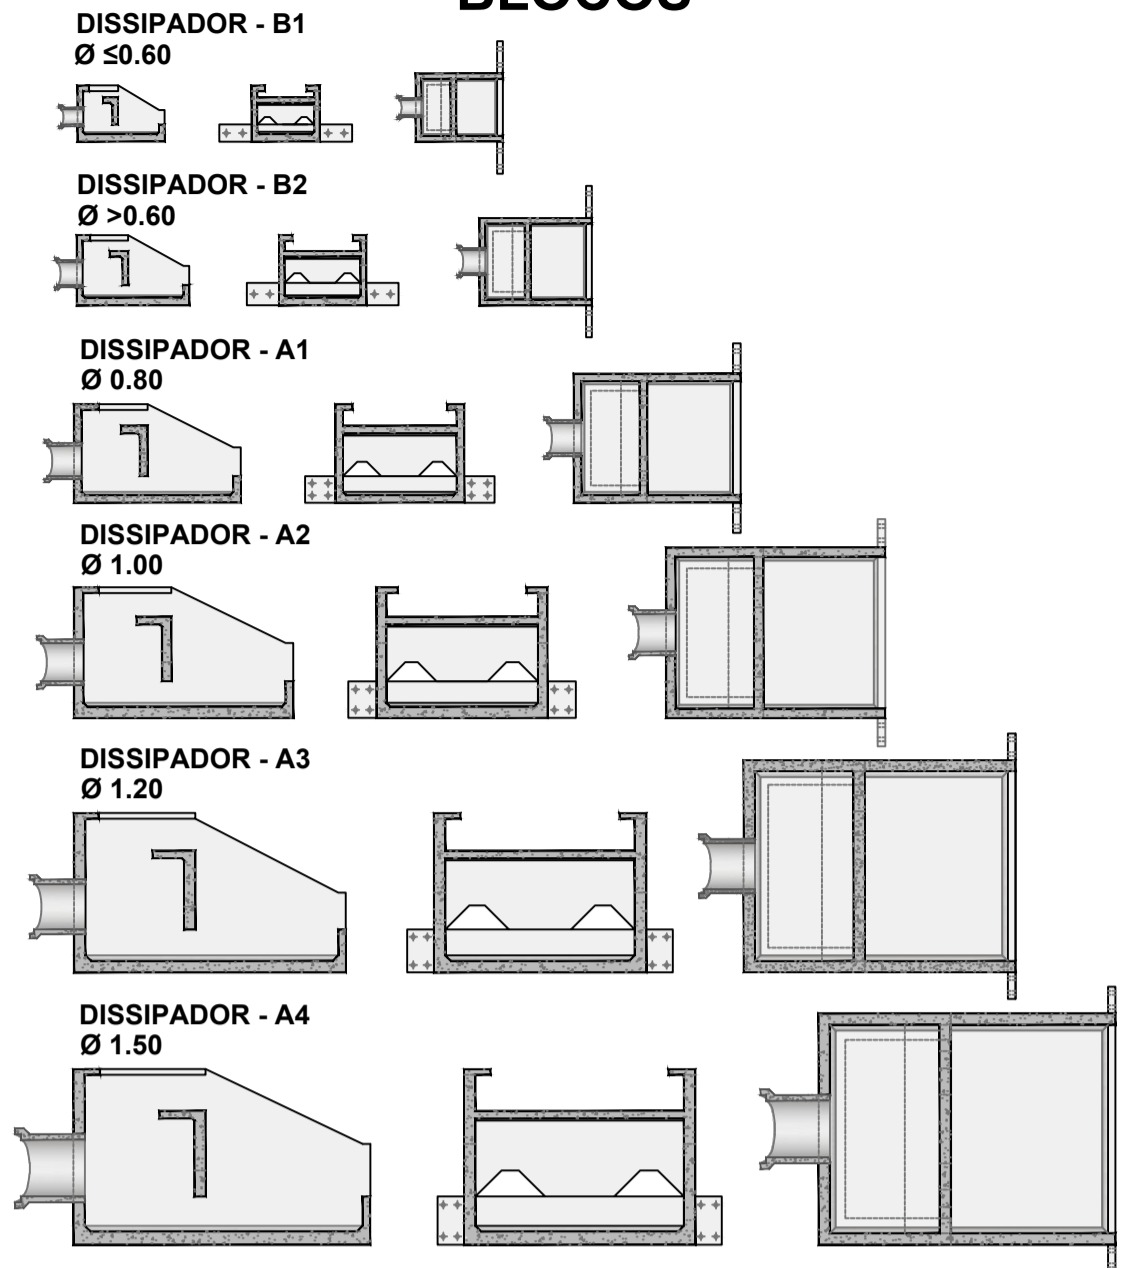 BLOCOS
DISSIPADOR - B1
Ø ≤0.60
DISSIPADOR - B2
Ø >0.60
DISSIPADOR - A1
Ø 0.80
DISSIPADOR - A2
Ø 1.00
DISSIPADOR - A3
Ø 1.20
DISSIPADOR - A4
Ø 1.50